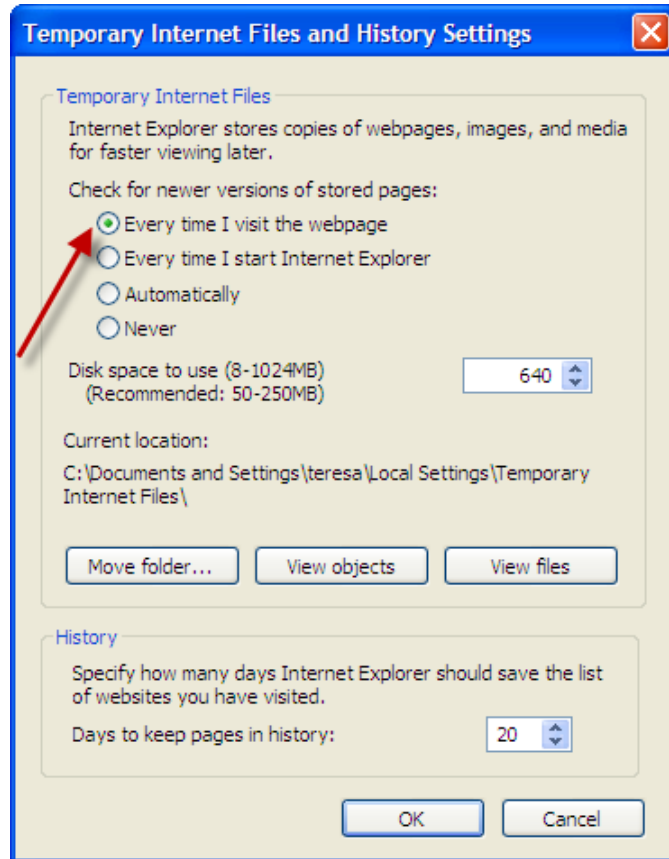 Temporary Internet Files and History Settings
Temporary Internet Files
Internet Explorer stores copies of webpages, images, and media
for faster viewing later.
Check for newer versions of stored pages:
Every time I visit the webpage
Every time I start Internet Explorer
Automatically
Never
Disk space to use (8-1024MB)
(Recommended: 50-250MB)
640
Current location:
C:\Documents and Settings\teresa\Local Settings\Temporary
Internet Files\
Move folder... View objects View files
History
Specify how many days Internet Explorer should save the list
of websites you have visited.
Days to keep pages in history: 20
OK Cancel